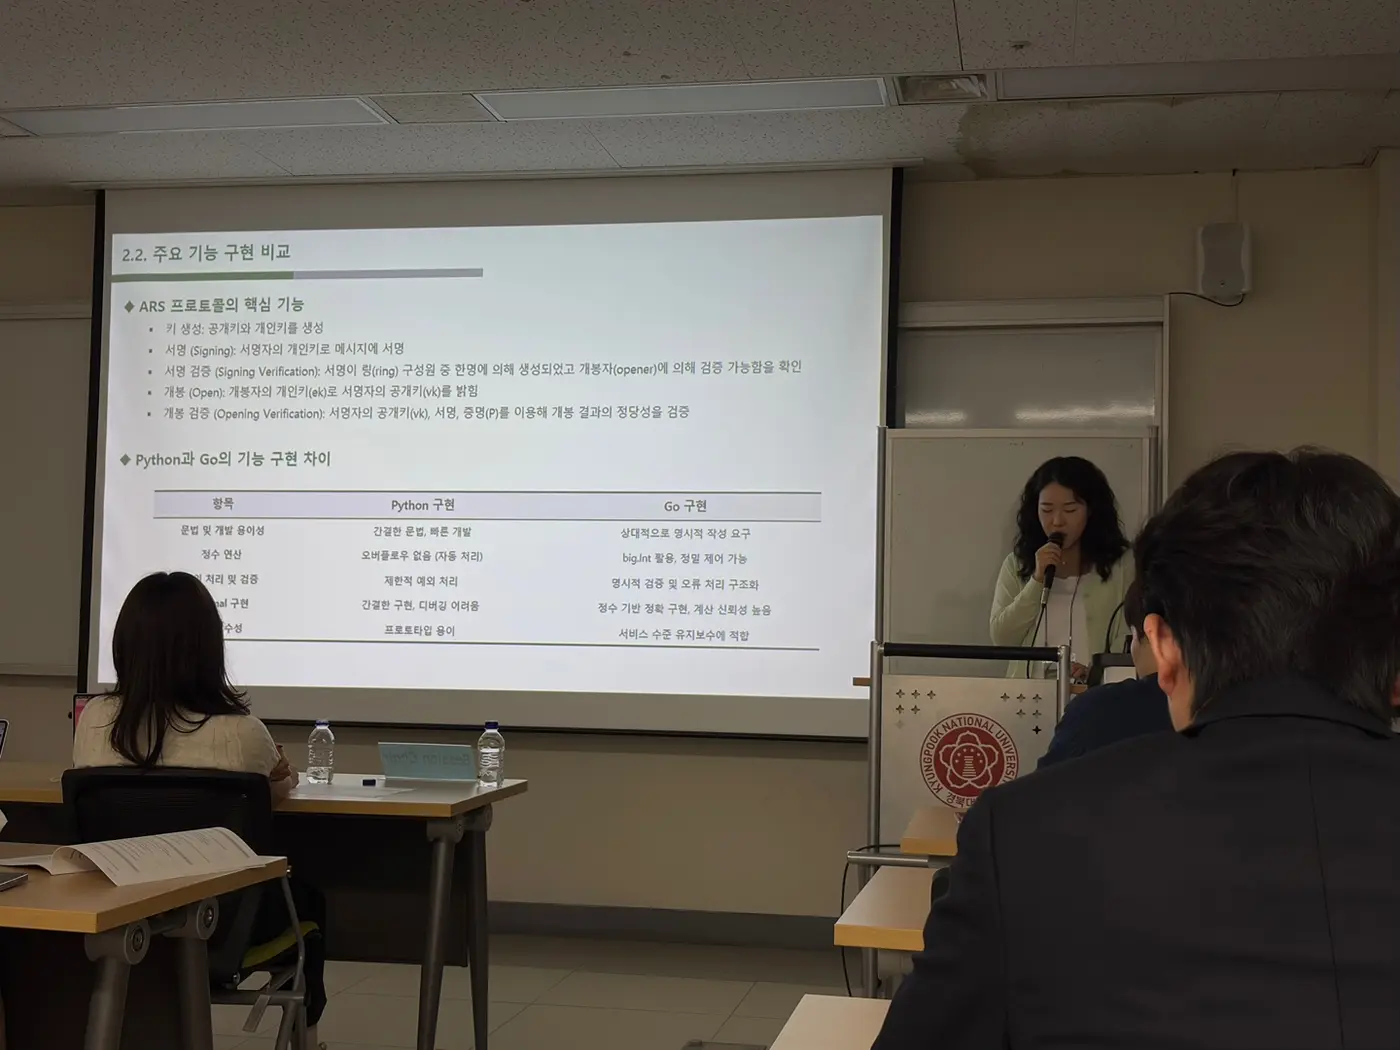 2.2. 주요 기능 구현 비교
◆ ARS 프로토콜의 핵심 기능
▪ 키 생성: 공개키와 개인키를 생성
▪ 서명 (Signing): 서명자의 개인키로 메시지에 서명
▪ 서명 검증 (Signing Verification): 서명이 링(ring) 구성원 중 한명에 의해 생성되었고 개봉자(opener)에 의해 검증 가능함을 확인
▪ 개봉 (Open): 개봉자의 개인키(ek)로 서명자의 공개키(vk)를 밝힘
▪ 개봉 검증 (Opening Verification): 서명자의 공개키(vk), 서명, 증명(P)를 이용해 개봉 결과의 정당성을 검증
◆ Python과 Go의 기능 구현 차이
항목 Python 구현 Go 구현
문법 및 개발 용이성 간결한 문법, 빠른 개발 상대적으로 명시적 작성 요구
정수 연산 오버플로우 없음 (자동 처리) big.Int 활용, 정밀 제어 가능
처리 및 검증 제한적 예외 처리 명시적 검증 및 오류 처리 구조화
구현 간결한 구현, 디버깅 어려움 정수 기반 정확 구현, 계산 신뢰성 높음
프로토타입 용이 서비스 수준 유지보수에 적합
KYUNGPOOK NATIONAL UNIVERSITY